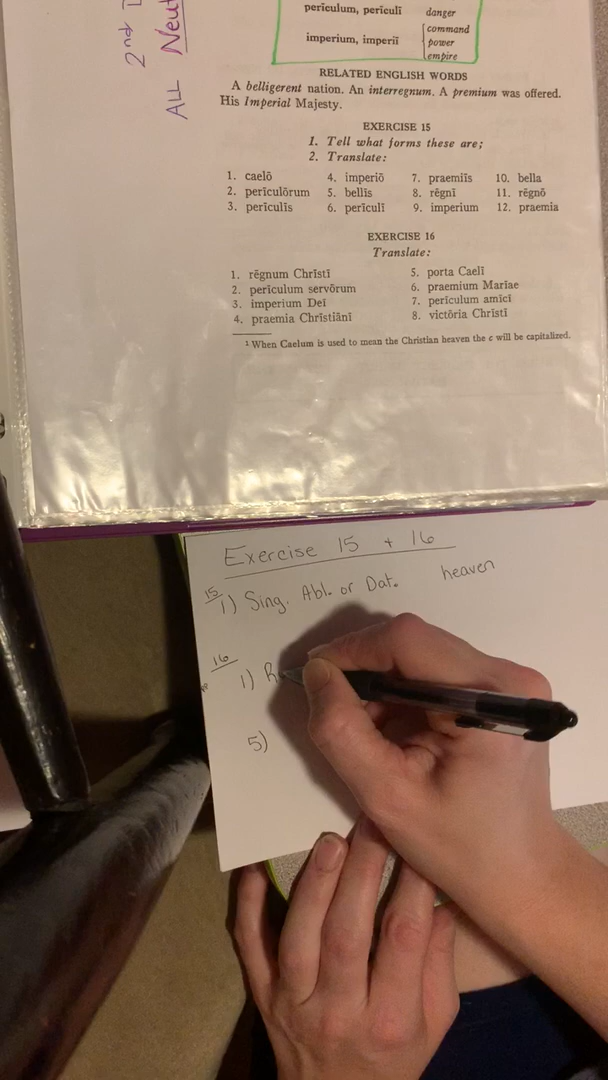 2nd
ALL Neut
perīculum, perīculī danger
imperium, imperiī command
power
empire
RELATED ENGLISH WORDS
A belligerent nation. An interregnum. A premium was offered.
His Imperial Majesty.
EXERCISE 15
1. Tell what forms these are;
2. Translate:
1. caelō 4. imperiō 7. praemiīs 10. bella
2. perīculōrum 5. bellīs 8. rēgnī 11. rēgnō
3. perīculīs 6. perīculī 9. imperium 12. praemia
EXERCISE 16
Translate:
1. rēgnum Christī 5. porta Caelī
2. perīculum servōrum 6. praemium Marīae
3. imperium Deī 7. perīculum amīcī
4. praemia Chrīstiānī 8. victōria Christī
1 When Caelum is used to mean the Christian heaven the c will be capitalized.
Exercise 15 + 16
15
1) Sing. Abl. or Dat. heaven
16
1) R
5)